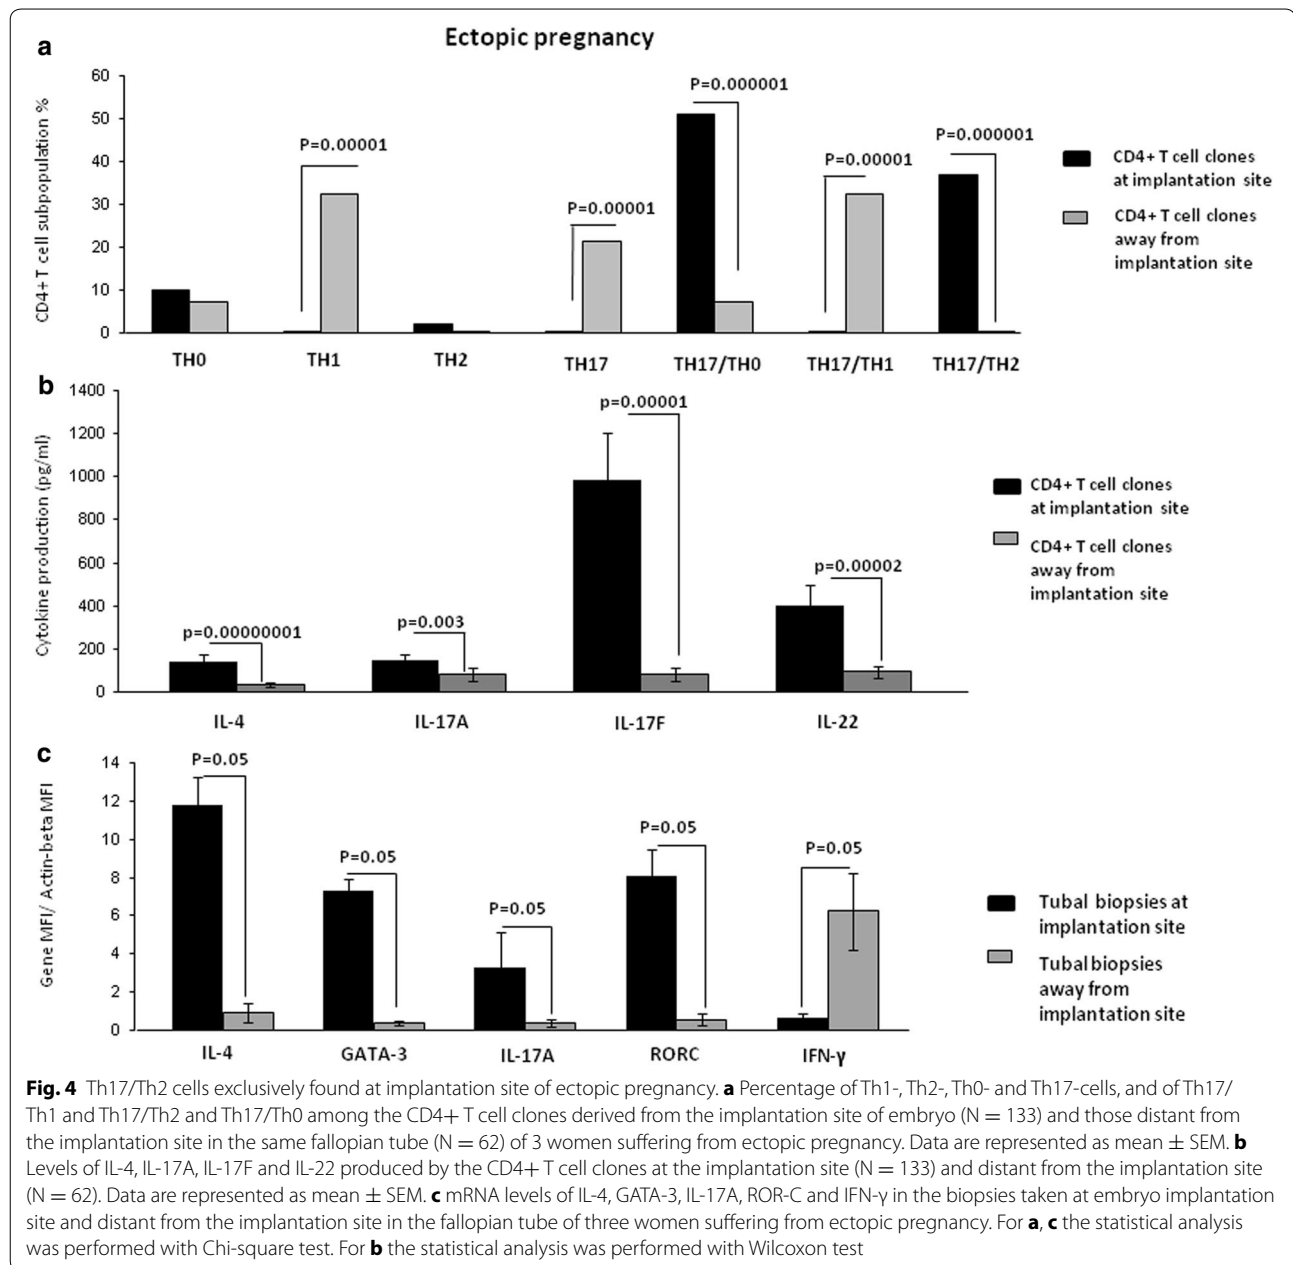 Ectopic pregnancy
a
CD4+ T cell subpopulation %
60
50
40
30
20
10
0
P=0.00001
P=0.00001
P=0.000001
P=0.00001
P=0.000001
TH0 TH1 TH2 TH17 TH17/TH0 TH17/TH1 TH17/TH2
CD4+ T cell clones
at implantation site
CD4+ T cell clones
away from
implantation site
b
Cytokine production (pg/ml)
1400
1200
1000
800
600
400
200
0
p=0.00000001
p=0.003
p=0.00001
p=0.00002
IL-4 IL-17A IL-17F IL-22
CD4+ T cell clones
at implantation site
CD4+ T cell clones
away from
implantation site
c
Gene MFI/ Actin-beta MFI
14
12
10
8
6
4
2
0
P=0.05
P=0.05
P=0.05
P=0.05
P=0.05
IL-4 GATA-3 IL-17A RORC IFN-γ
Tubal biopsies at
implantation site
Tubal biopsies
away from
implantation site
Fig. 4 Th17/Th2 cells exclusively found at implantation site of ectopic pregnancy. a Percentage of Th1-, Th2-, Th0- and Th17-cells, and of Th17/
Th1 and Th17/Th2 and Th17/Th0 among the CD4+ T cell clones derived from the implantation site of embryo (N = 133) and those distant from
the implantation site in the same fallopian tube (N = 62) of 3 women suffering from ectopic pregnancy. Data are represented as mean ± SEM. b
Levels of IL-4, IL-17A, IL-17F and IL-22 produced by the CD4+ T cell clones at the implantation site (N = 133) and distant from the implantation site
(N = 62). Data are represented as mean ± SEM. c mRNA levels of IL-4, GATA-3, IL-17A, ROR-C and IFN-γ in the biopsies taken at embryo implantation
site and distant from the implantation site in the fallopian tube of three women suffering from ectopic pregnancy. For a, c the statistical analysis
was performed with Chi-square test. For b the statistical analysis was performed with Wilcoxon test